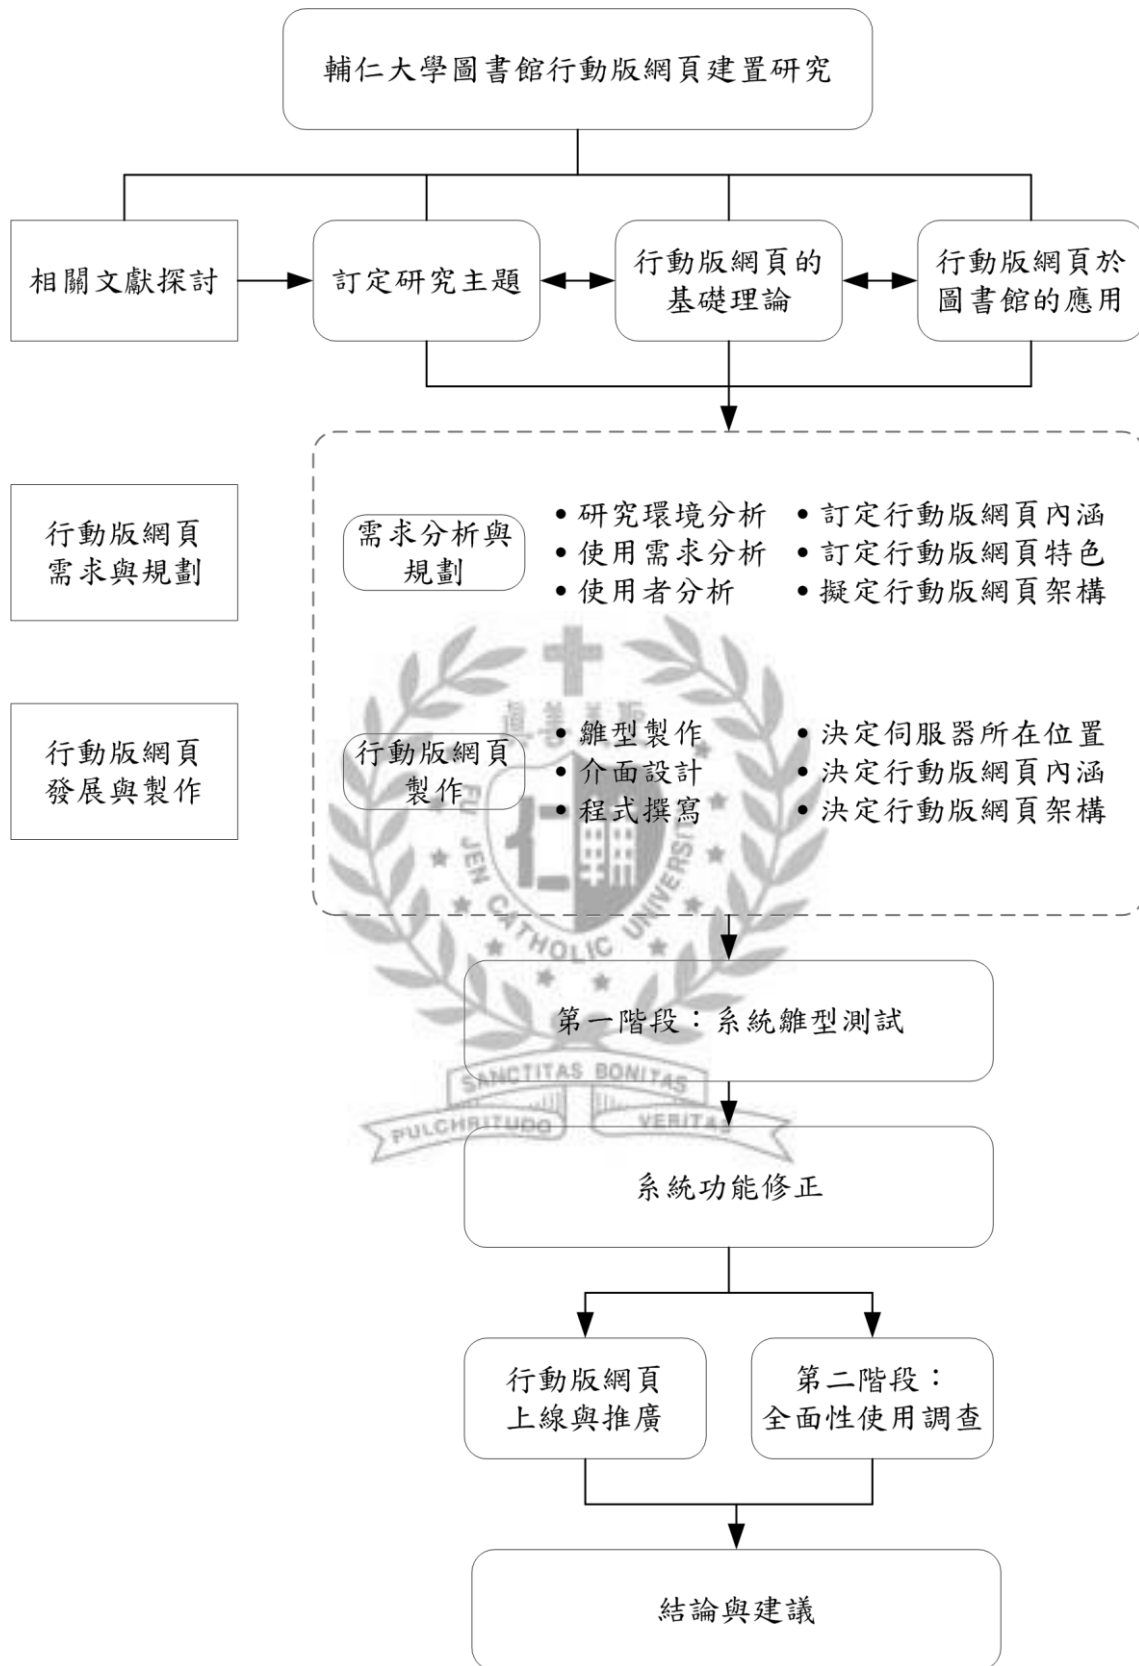 輔仁大學圖書館行動版網頁建置研究
相關文獻探討
訂定研究主題
行動版網頁的
基礎理論
行動版網頁於
圖書館的應用
行動版網頁
需求與規劃
需求分析與
規劃
• 研究環境分析
• 使用需求分析
• 使用者分析
• 訂定行動版網頁內涵
• 訂定行動版網頁特色
• 擬定行動版網頁架構
行動版網頁
發展與製作
行動版網頁
製作
• 雛型製作
• 介面設計
• 程式撰寫
• 決定伺服器所在位置
• 決定行動版網頁內涵
• 決定行動版網頁架構
FU JEN CATHOLIC UNIVERSITY
第一階段：系統雛型測試
SANCTITAS BONITAS
PULCHRITUDO VERITAS
系統功能修正
行動版網頁
上線與推廣
第二階段：
全面性使用調查
結論與建議